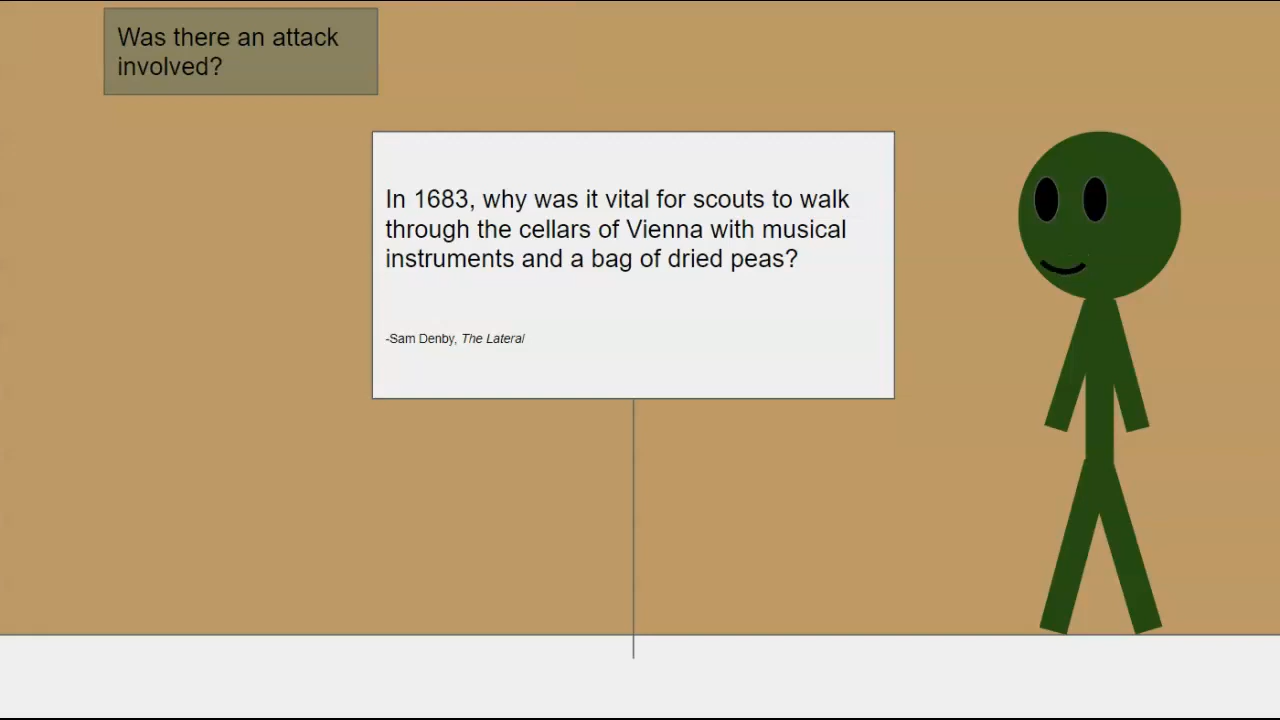 Was there an attack
involved?
In 1683, why was it vital for scouts to walk
through the cellars of Vienna with musical
instruments and a bag of dried peas?
-Sam Denby, The Lateral